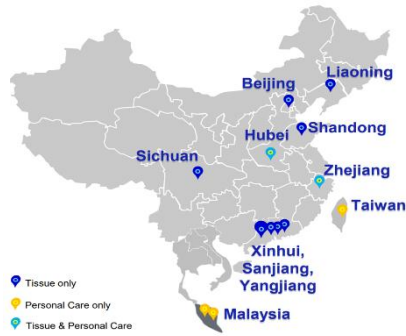 Liaoning
Beijing
Shandong
Hubei
Sichuan
Zhejiang
Taiwan
Xinhui,
Sanjiang,
Yangjiang
Malaysia
Tissue only
Personal Care only
Tissue & Personal Care